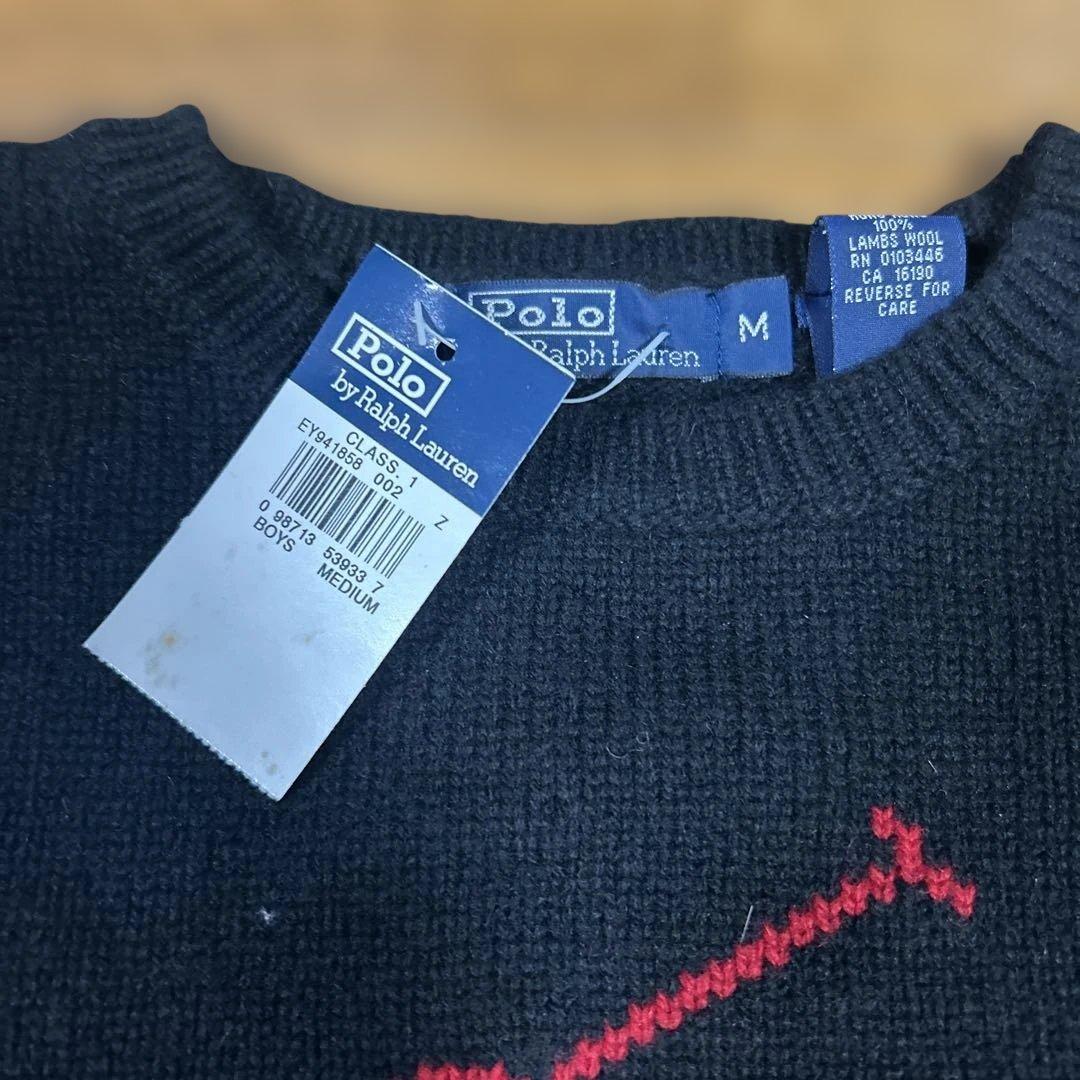 Polo
by Ralph Lauren
CLASS. 1
EY941858 002 Z
0 98713 53933 7
BOYS MEDIUM
Polo
Ralph Lauren
M
100%
LAMBS WOOL
RN 0103446
CA 16190
REVERSE FOR
CARE